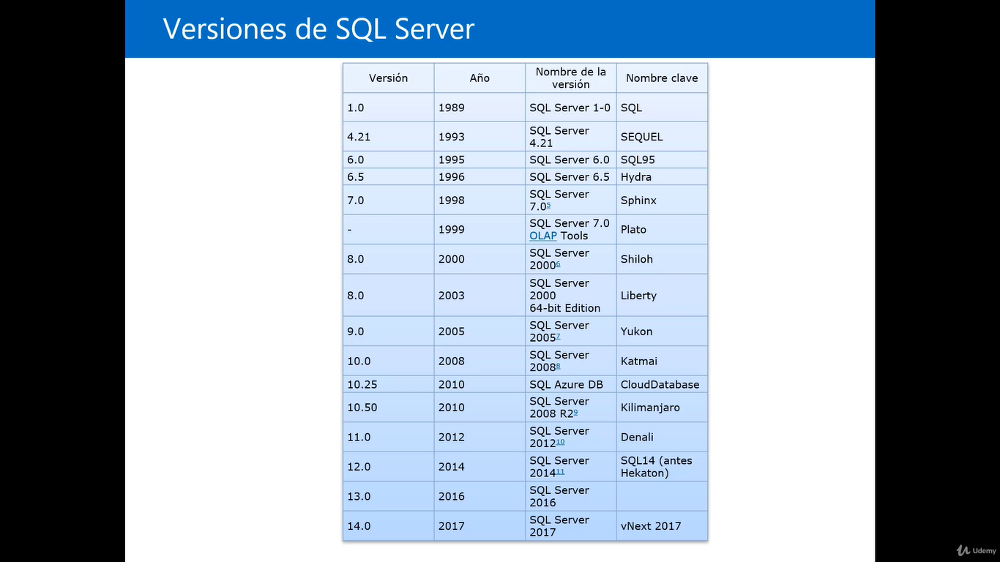 Versiones de SQL Server
Versión Año Nombre de la versión Nombre clave
1.0 1989 SQL Server 1-0 SQL
4.21 1993 SQL Server 4.21 SEQUEL
6.0 1995 SQL Server 6.0 SQL95
6.5 1996 SQL Server 6.5 Hydra
7.0 1998 SQL Server 7.0⁵ Sphinx
- 1999 SQL Server 7.0 OLAP Tools Plato
8.0 2000 SQL Server 2000⁶ Shiloh
8.0 2003 SQL Server 2000 64-bit Edition Liberty
9.0 2005 SQL Server 2005⁷ Yukon
10.0 2008 SQL Server 2008⁸ Katmai
10.25 2010 SQL Azure DB CloudDatabase
10.50 2010 SQL Server 2008 R2⁹ Kilimanjaro
11.0 2012 SQL Server 2012¹⁰ Denali
12.0 2014 SQL Server 2014¹¹ SQL14 (antes Hekaton)
13.0 2016 SQL Server 2016
14.0 2017 SQL Server 2017 vNext 2017
Udemy